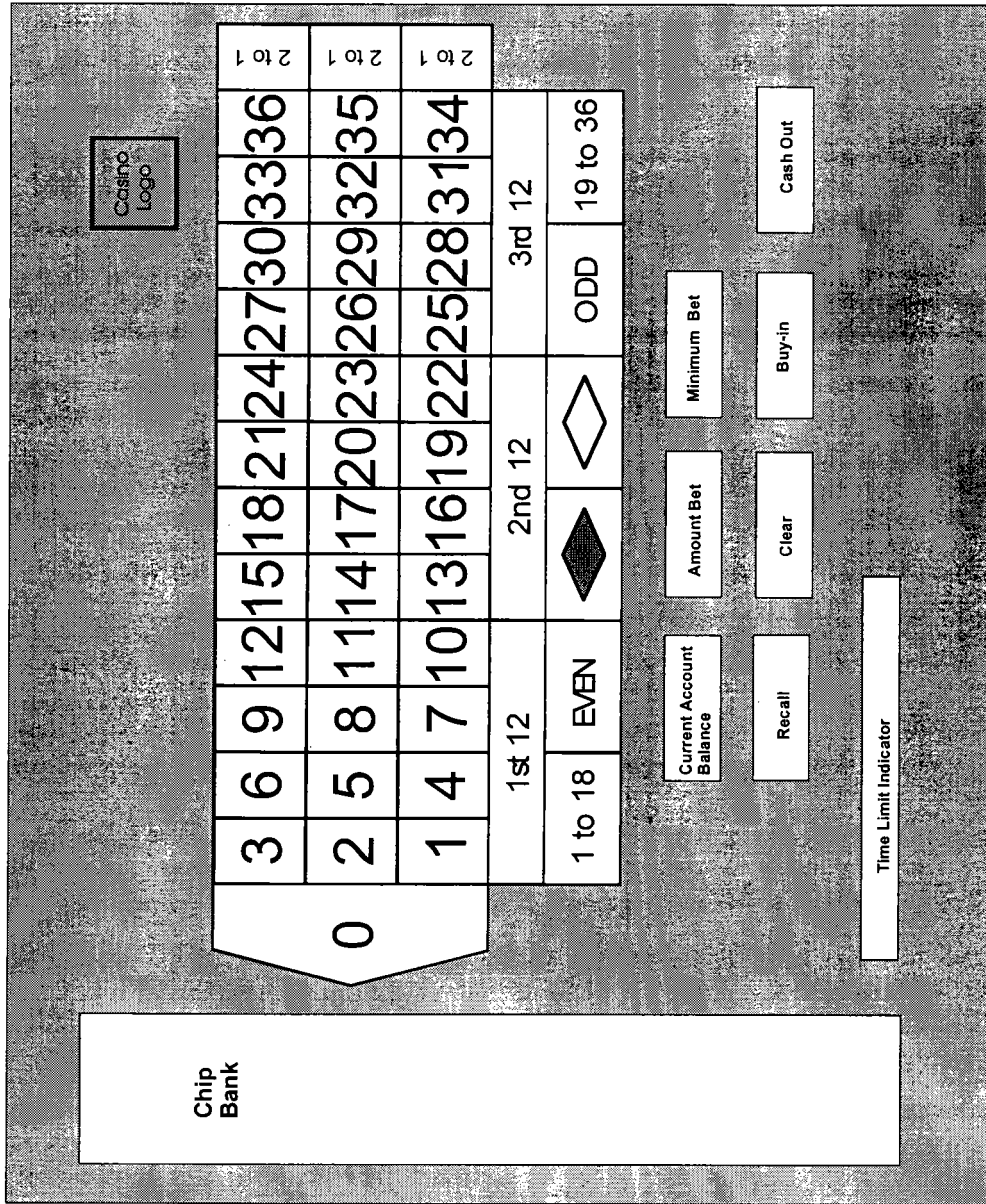 Casino
Logo
Chip
Bank
0
3 6 9 12 15 18 21 24 27 30 33 36 2 to 1
2 5 8 11 14 17 20 23 26 29 32 35 2 to 1
1 4 7 10 13 16 19 22 25 28 31 34 2 to 1
1st 12 2nd 12 3rd 12
1 to 18 EVEN ODD 19 to 36
Current Account
Balance
Amount Bet
Minimum Bet
Recall
Clear
Buy-in
Cash Out
Time Limit Indicator